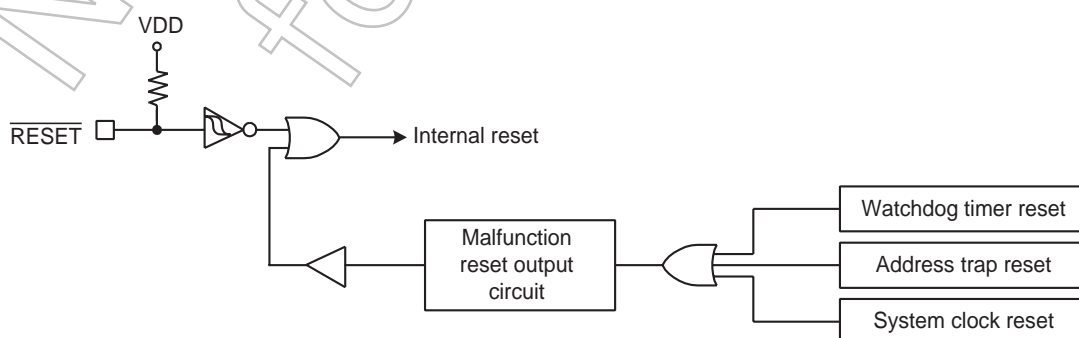 VDD
RESET
Internal reset
Watchdog timer reset
Malfunction
reset output
circuit
Address trap reset
System clock reset